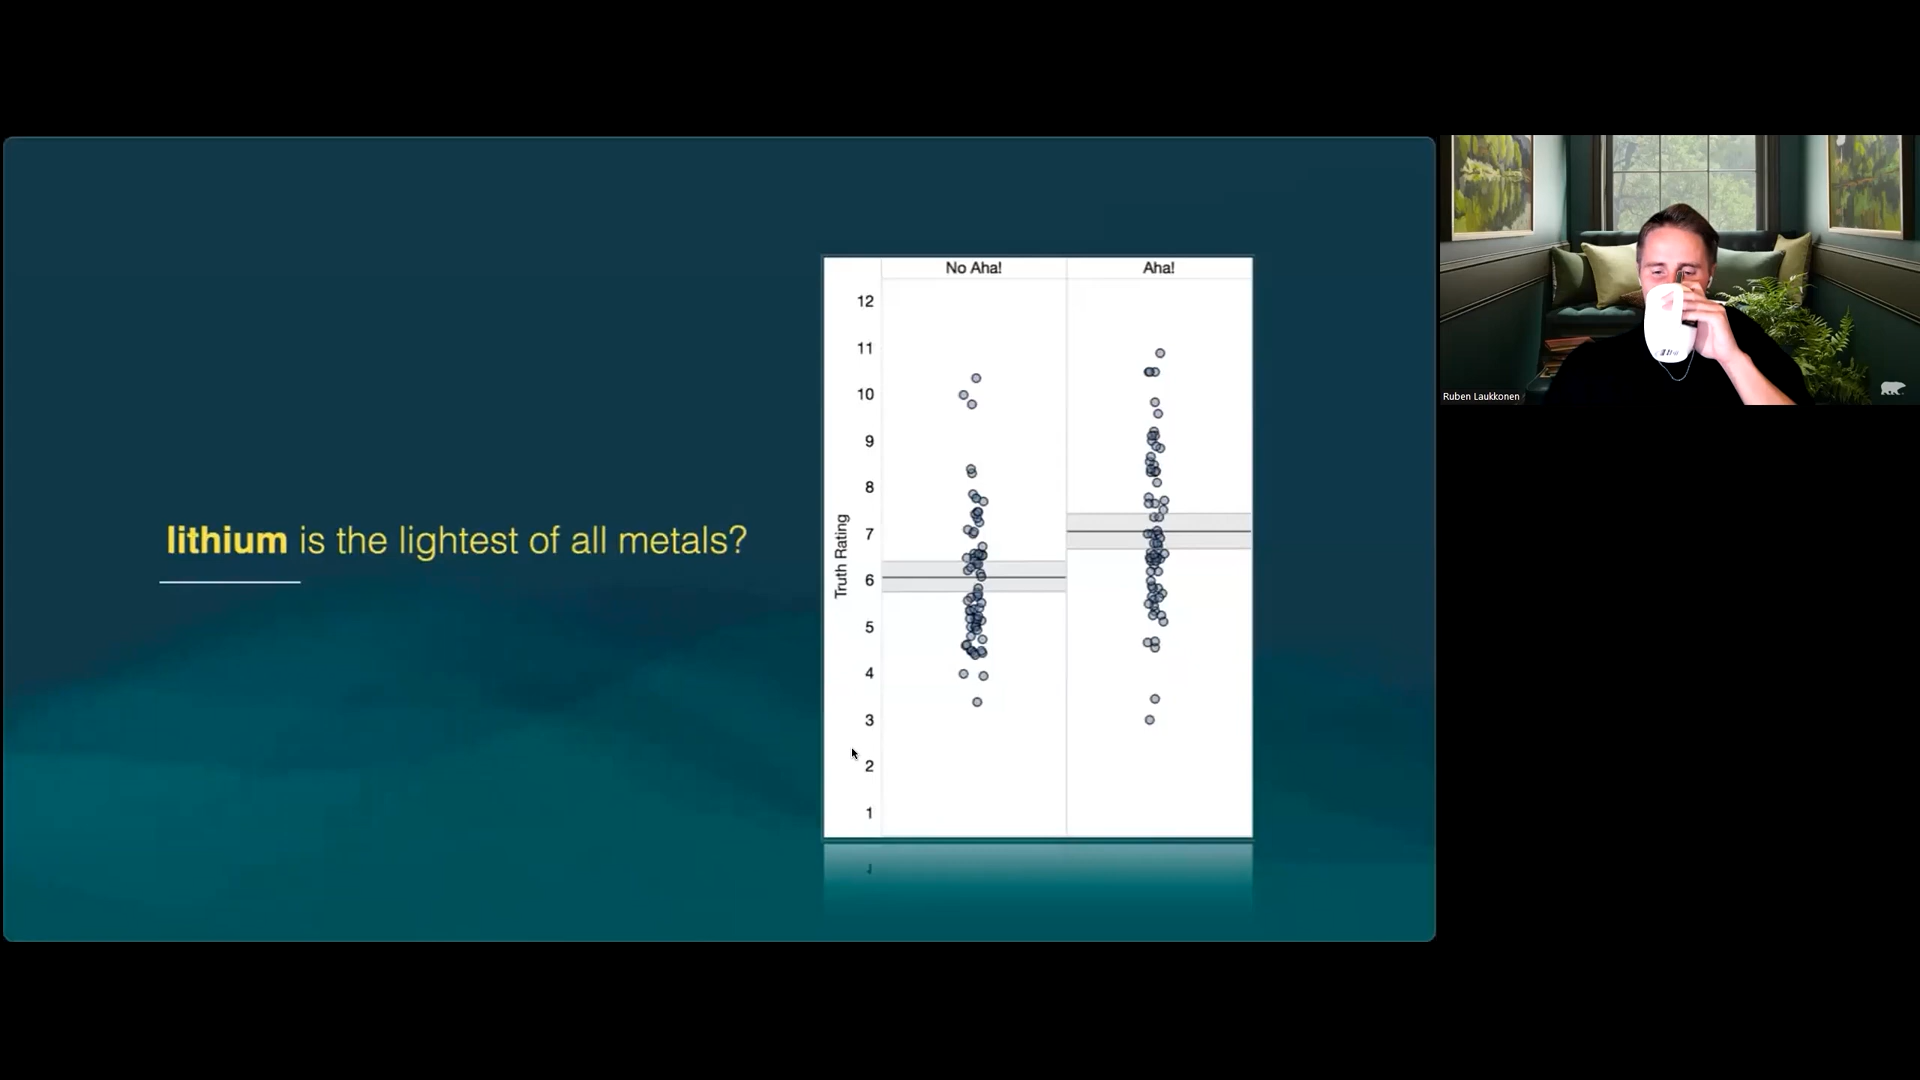 No Aha!
Aha!
12
11
10
9
8
7
6
5
4
3
2
1
Truth Rating
lithium is the lightest of all metals?
Ruben Laukkonen